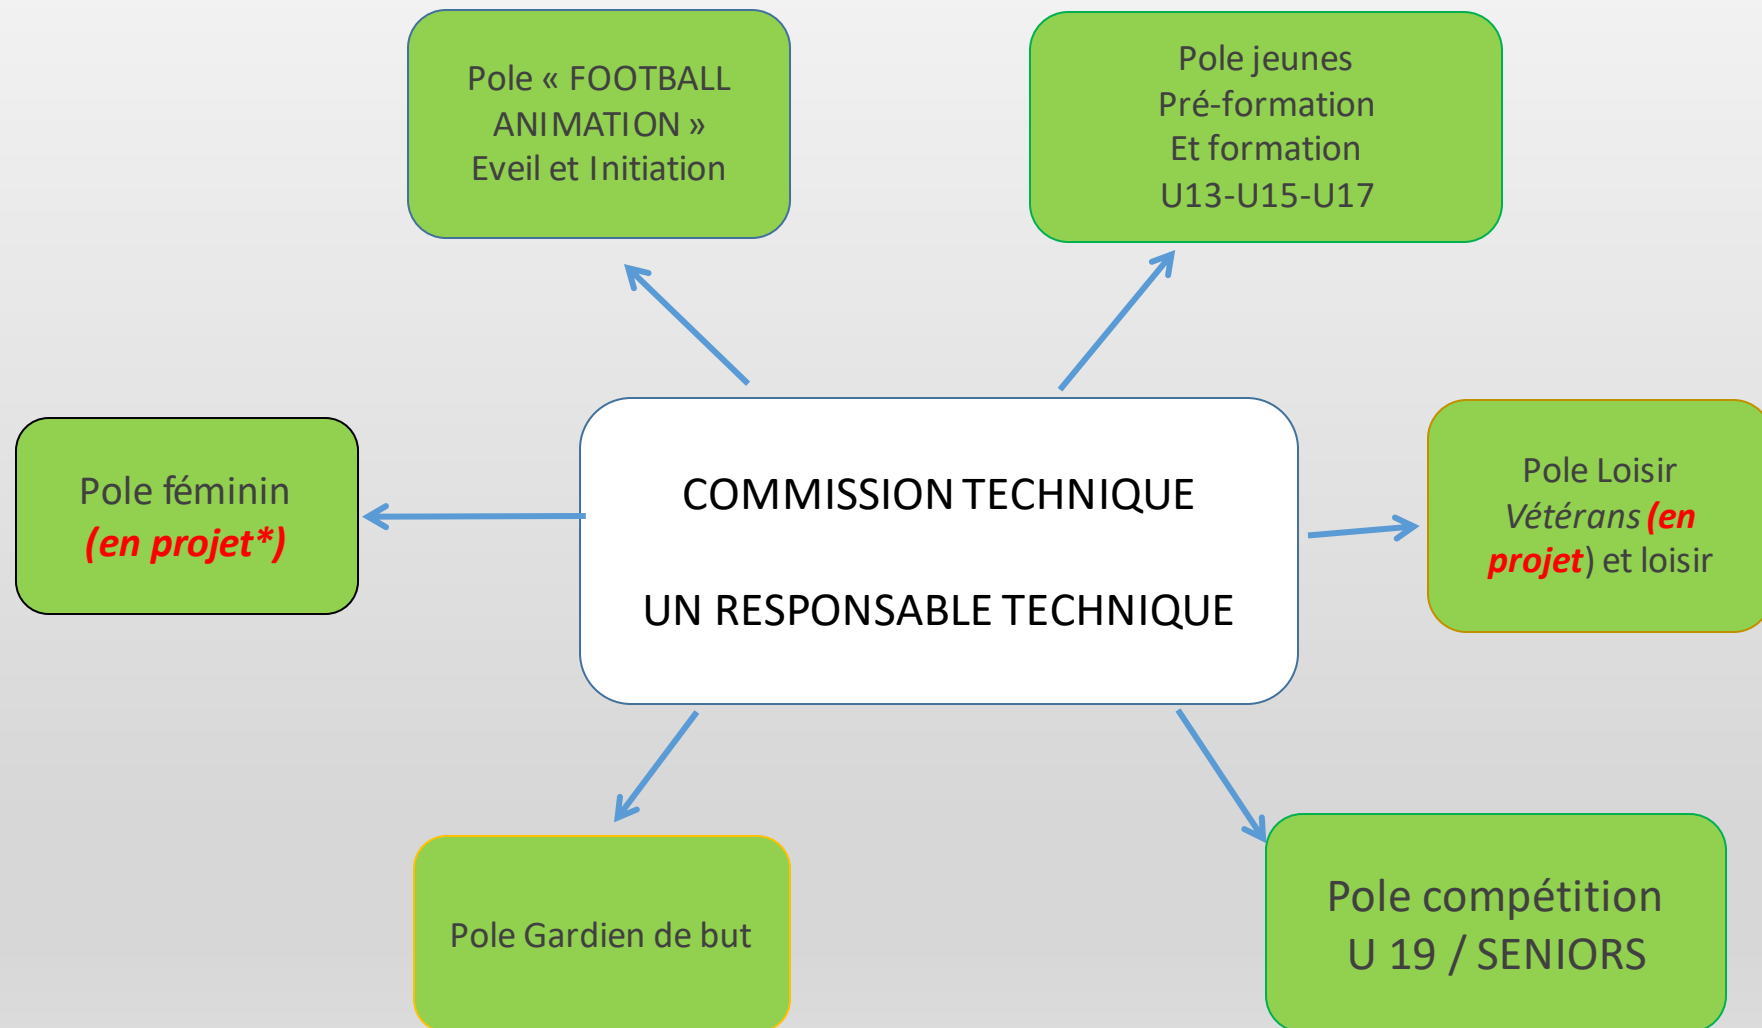 Pole « FOOTBALL
ANIMATION »
Eveil et Initiation
Pole jeunes
Pré-formation
Et formation
U13-U15-U17
Pole féminin
(en projet*)
COMMISSION TECHNIQUE
UN RESPONSABLE TECHNIQUE
Pole Loisir
Vétérans (en
projet) et loisir
Pole Gardien de but
Pole compétition
U 19 / SENIORS